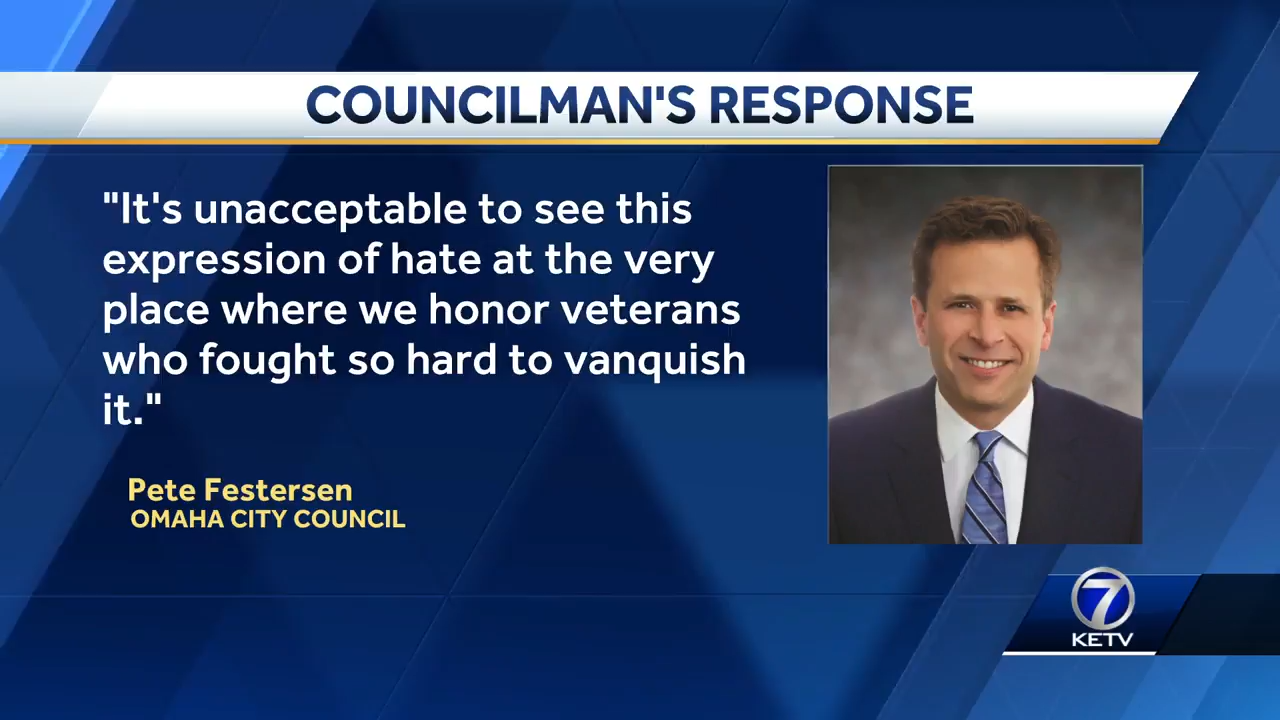 COUNCILMAN'S RESPONSE
"It's unacceptable to see this
expression of hate at the very
place where we honor veterans
who fought so hard to vanquish
it."
Pete Festersen
OMAHA CITY COUNCIL
7
KETV